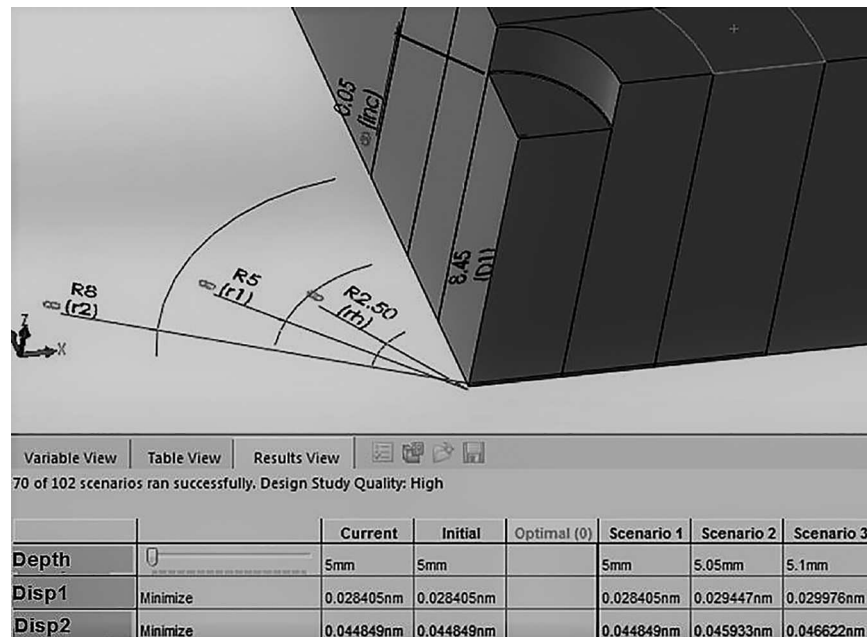 0.05
(inc)
8.45
(D1)
R8
(r2)
R5
(r1)
R2.50
(rh)
Z
X
Variable View Table View Results View
70 of 102 scenarios ran successfully. Design Study Quality: High
Current Initial Optimal (0) Scenario 1 Scenario 2 Scenario 3
Depth 5mm 5mm 5mm 5.05mm 5.1mm
Disp1 Minimize 0.028405nm 0.028405nm 0.028405nm 0.029447nm 0.029976nm
Disp2 Minimize 0.044849nm 0.044849nm 0.044849nm 0.045933nm 0.046622nm